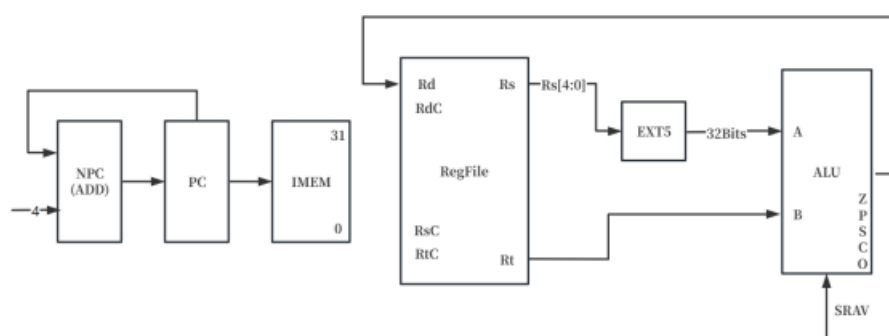 4
NPC
(ADD)
PC
31
IMEM
0
Rd
RdC
RegFile
RsC
RtC
Rs
Rt
Rs[4:0]
EXT5
32Bits
A
B
ALU
Z
P
S
C
O
SRAV